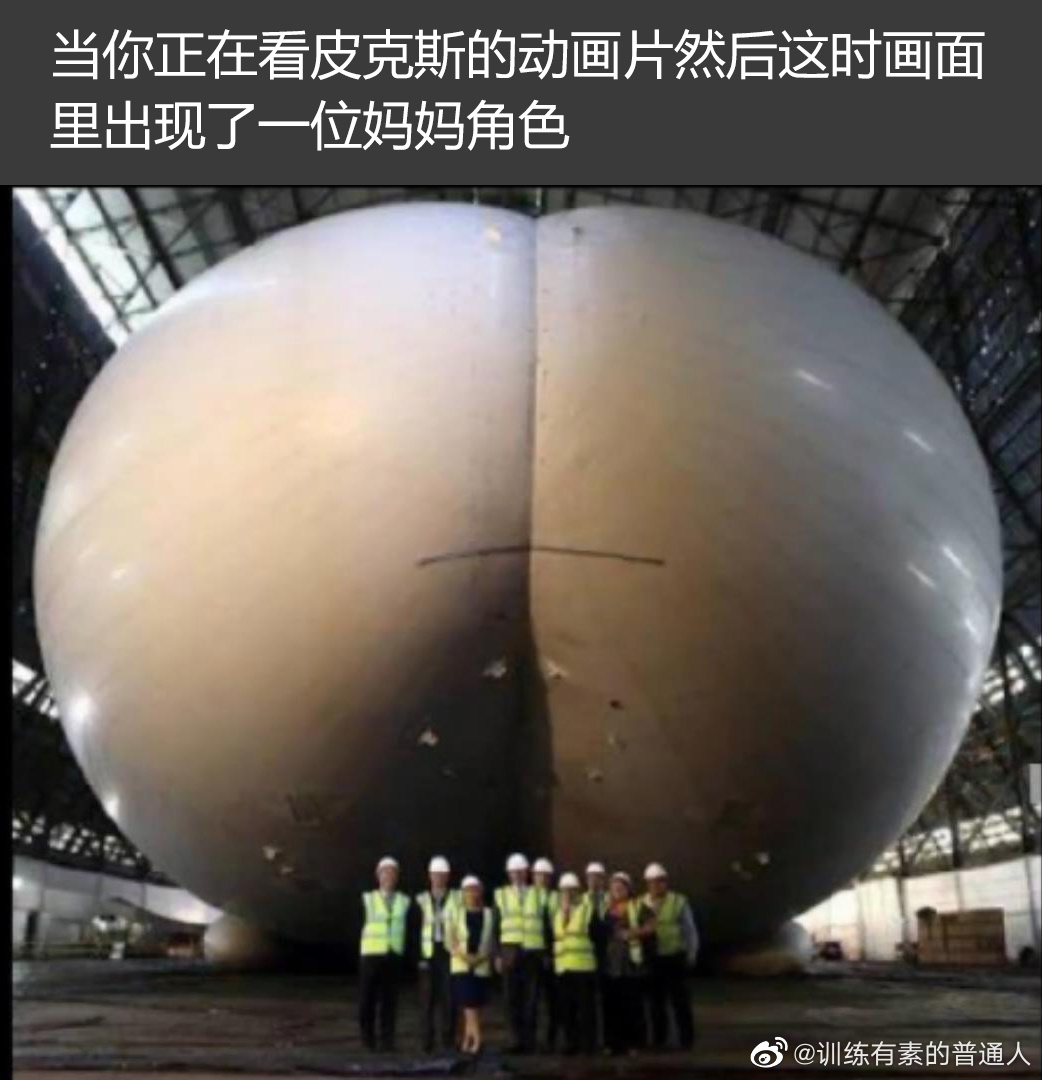 当你正在看皮克斯的动画片然后这时画面
里出现了一位妈妈角色
@训练有素的普通人